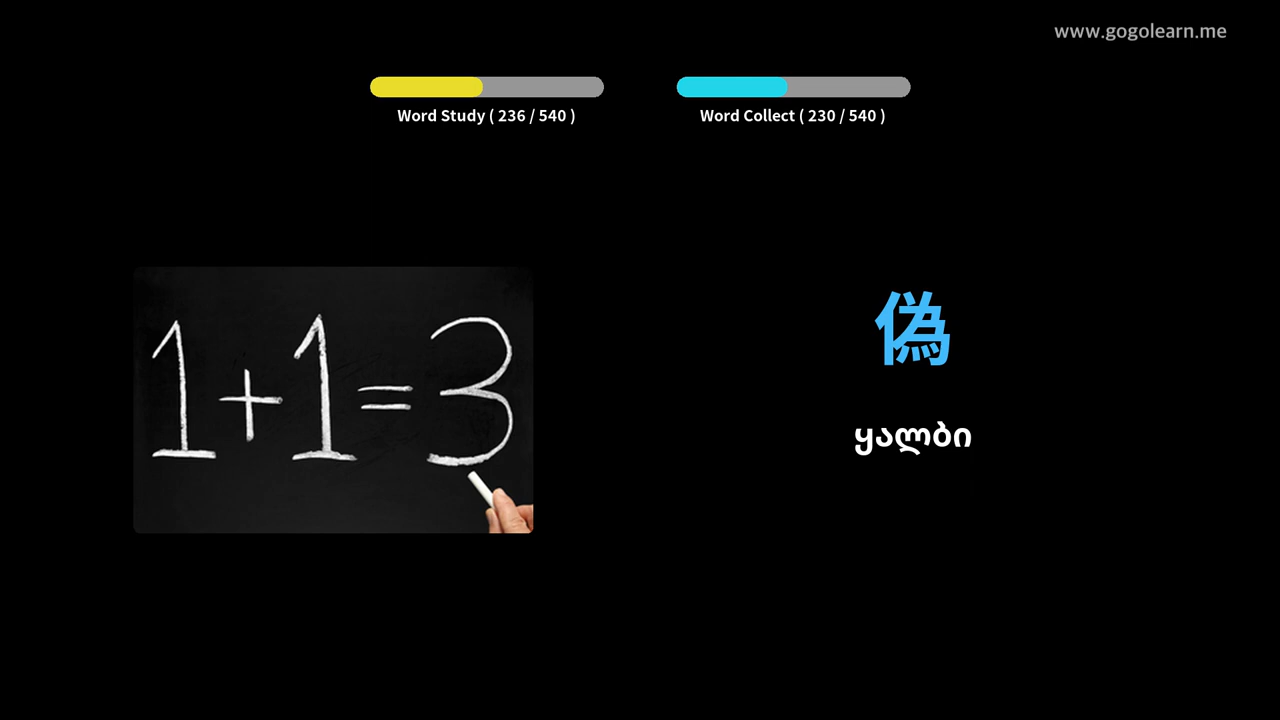 www.gogolearn.me
Word Study ( 236 / 540 )
Word Collect ( 230 / 540 )
1+1=3
偽
ყალბი